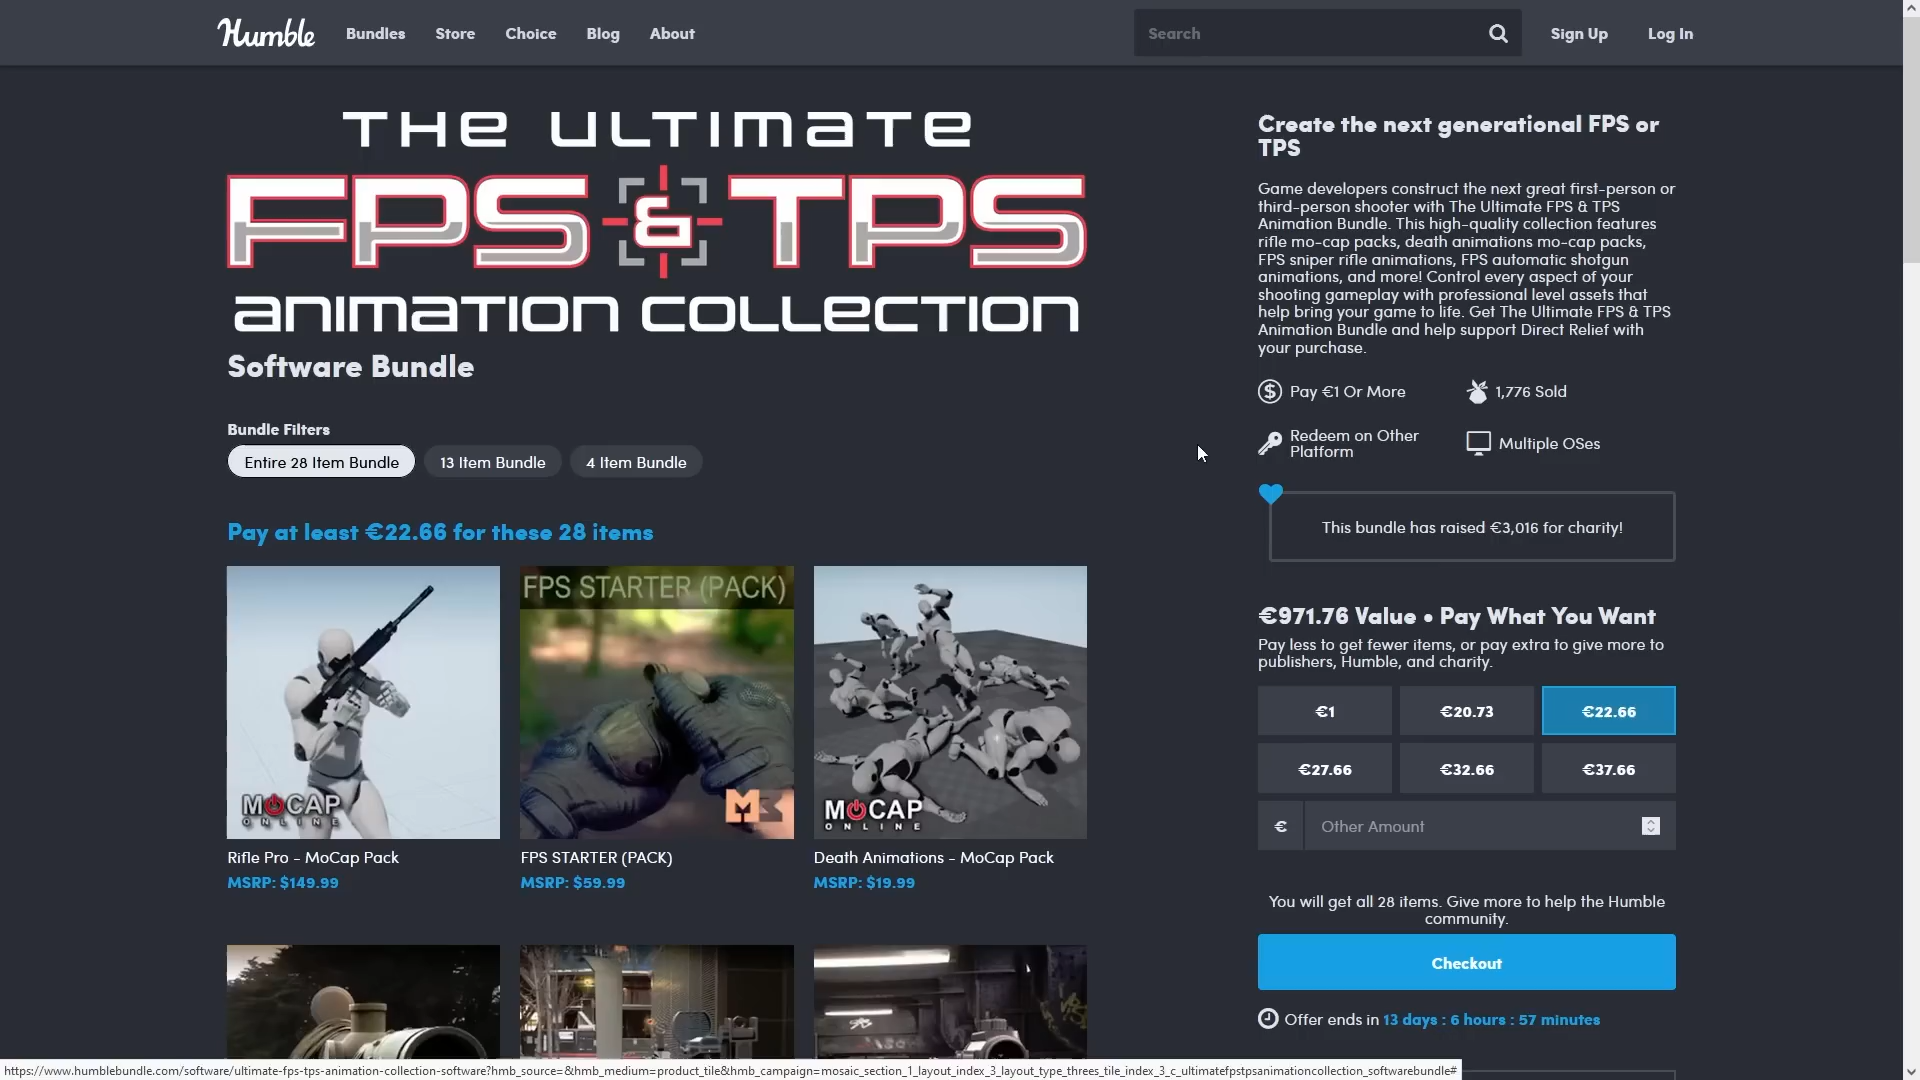 Humble
Bundles
Store
Choice
Blog
About
Search
Sign Up
Log In
THE ULTIMATE
FPS & TPS
ANIMATION COLLECTION
Software Bundle
Bundle Filters
Entire 28 Item Bundle
13 Item Bundle
4 Item Bundle
Pay at least €22.66 for these 28 items
MOCAP
ONLINE
Rifle Pro - MoCap Pack
MSRP: $149.99
FPS STARTER (PACK)
M3
FPS STARTER (PACK)
MSRP: $59.99
MOCAP
ONLINE
Death Animations - MoCap Pack
MSRP: $19.99
Create the next generational FPS or
TPS
Game developers construct the next great first-person or
third-person shooter with The Ultimate FPS & TPS
Animation Bundle. This high-quality collection features
rifle mo-cap packs, death animations mo-cap packs,
FPS sniper rifle animations, FPS automatic shotgun
animations, and more! Control every aspect of your
shooting gameplay with professional level assets that
help bring your game to life. Get The Ultimate FPS & TPS
Animation Bundle and help support Direct Relief with
your purchase.
Pay €1 Or More
1,776 Sold
Redeem on Other
Platform
Multiple OSes
This bundle has raised €3,016 for charity!
€971.76 Value • Pay What You Want
Pay less to get fewer items, or pay extra to give more to
publishers, Humble, and charity.
€1
€20.73
€22.66
€27.66
€32.66
€37.66
€
Other Amount
You will get all 28 items. Give more to help the Humble
community.
Checkout
Offer ends in 13 days : 6 hours : 57 minutes
https://www.humblebundle.com/software/ultimate-fps-tps-animation-collection-software?hmb_source=&hmb_medium=product_tile&hmb_campaign=mosaic_section_1_layout_index_3_layout_type_threes_tile_index_3_c_ultimatefpstpsanimationcollection_softwarebundle#